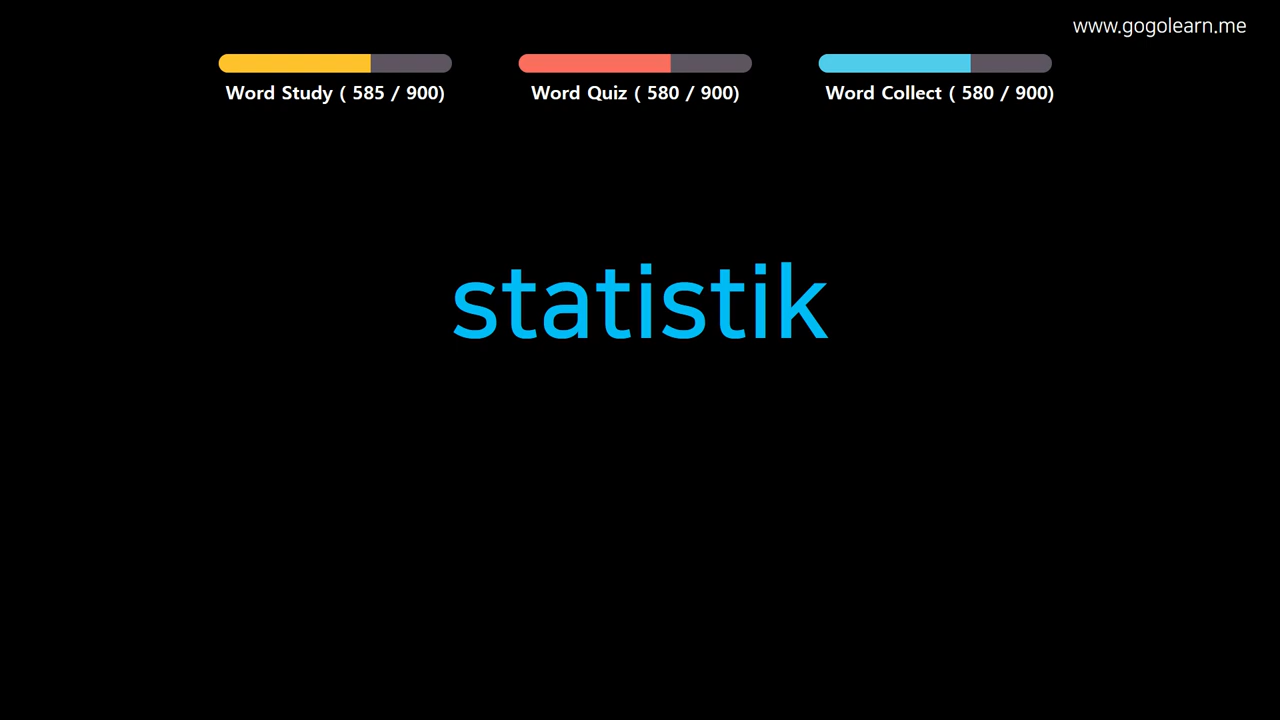 www.gogolearn.me
Word Study ( 585 / 900)
Word Quiz ( 580 / 900)
Word Collect ( 580 / 900)
statistik